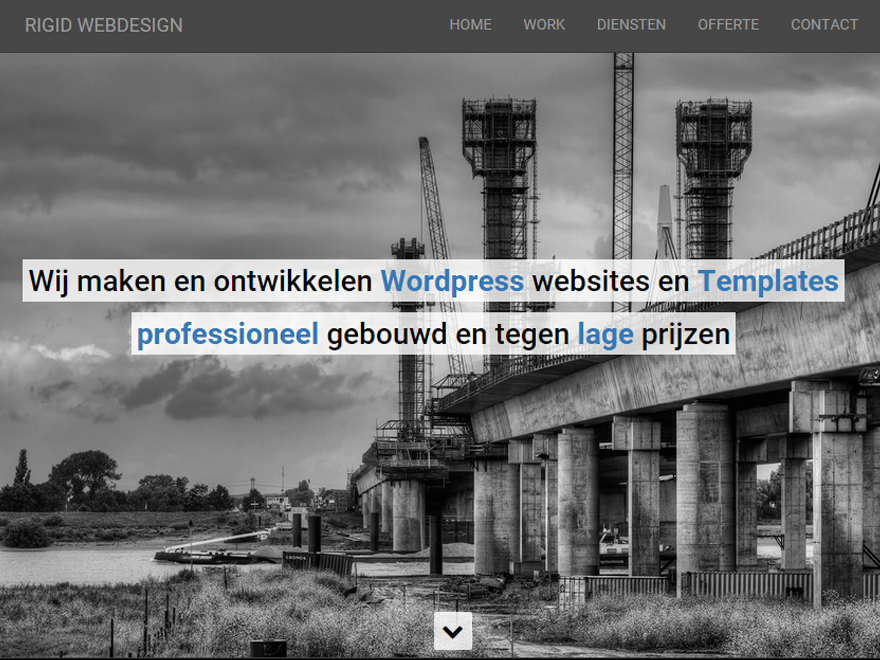 RIGID WEBDESIGN HOME WORK DIENSTEN OFFERTE CONTACT
Wij maken en ontwikkelen Wordpress websites en Templates
professioneel gebouwd en tegen lage prijzen